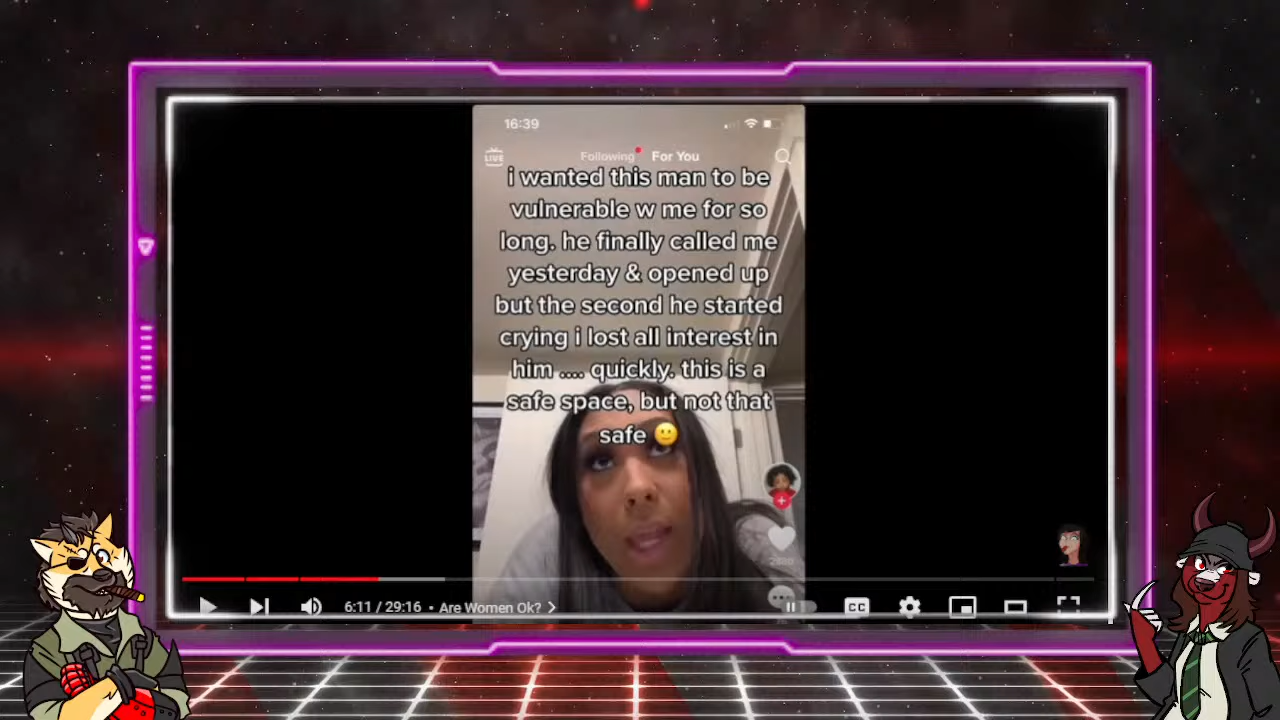 16:39
LIVE
Following
For You
i wanted this man to be
vulnerable w me for so
long. he finally called me
yesterday & opened up
but the second he started
crying i lost all interest in
him .... quickly. this is a
safe space, but not that
safe 🙂
6:11 / 29:16 • Are Women Ok? >
CC